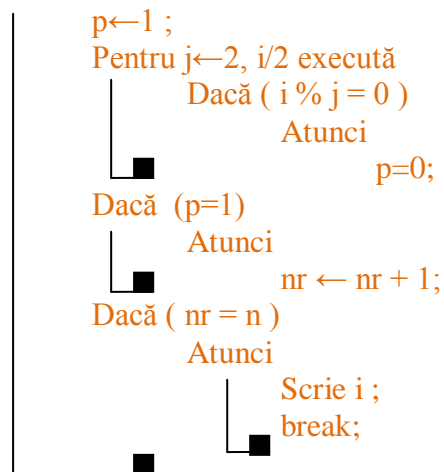 p←1 ;
Pentru j←2, i/2 execută
Dacă ( i % j = 0 )
Atunci
p=0;
Dacă (p=1)
Atunci
nr ← nr + 1;
Dacă ( nr = n )
Atunci
Scrie i ;
break;